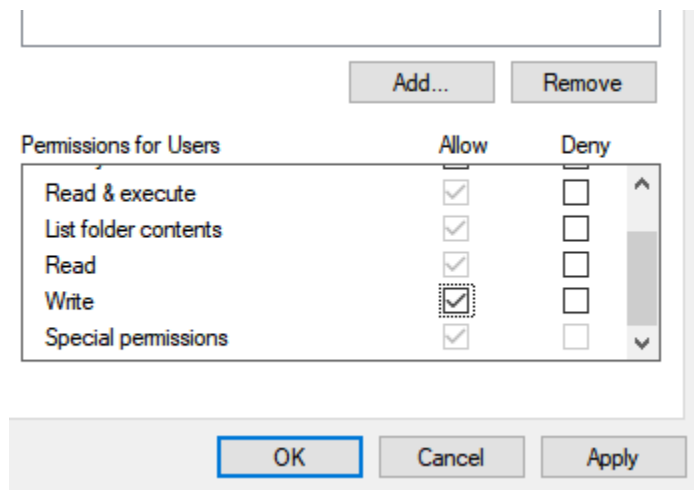 Add... Remove
Permissions for Users Allow Deny
Read & execute
List folder contents
Read
Write
Special permissions
OK Cancel Apply